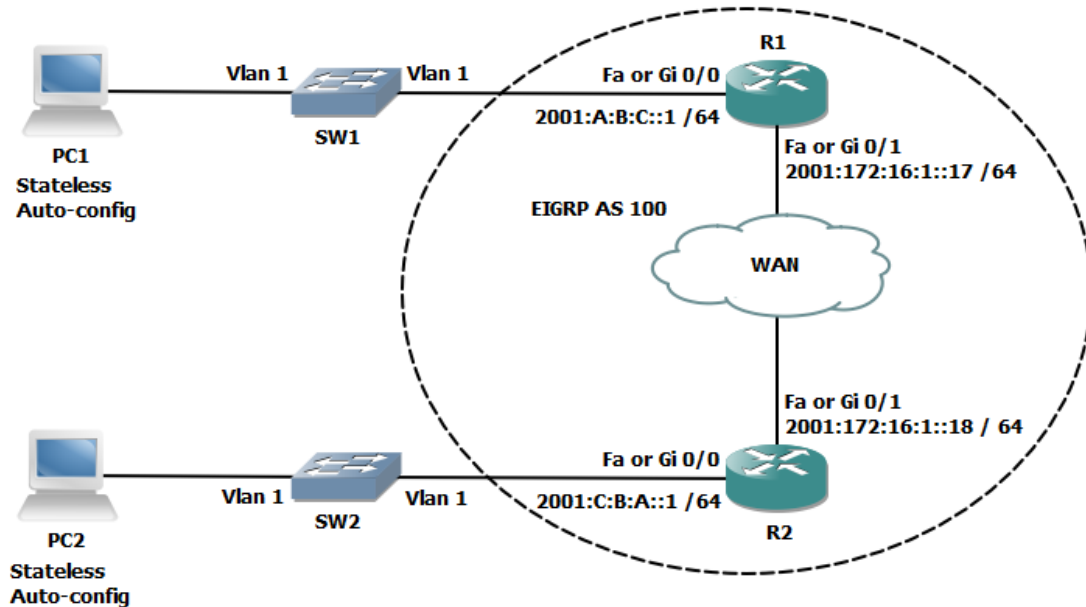 R1
Vlan 1
Vlan 1
Fa or Gi 0/0
2001:A:B:C::1 /64
SW1
PC1
Stateless
Auto-config
Fa or Gi 0/1
2001:172:16:1::17 /64
EIGRP AS 100
WAN
Fa or Gi 0/1
2001:172:16:1::18 / 64
Fa or Gi 0/0
Vlan 1
Vlan 1
2001:C:B:A::1 /64
SW2
R2
PC2
Stateless
Auto-config